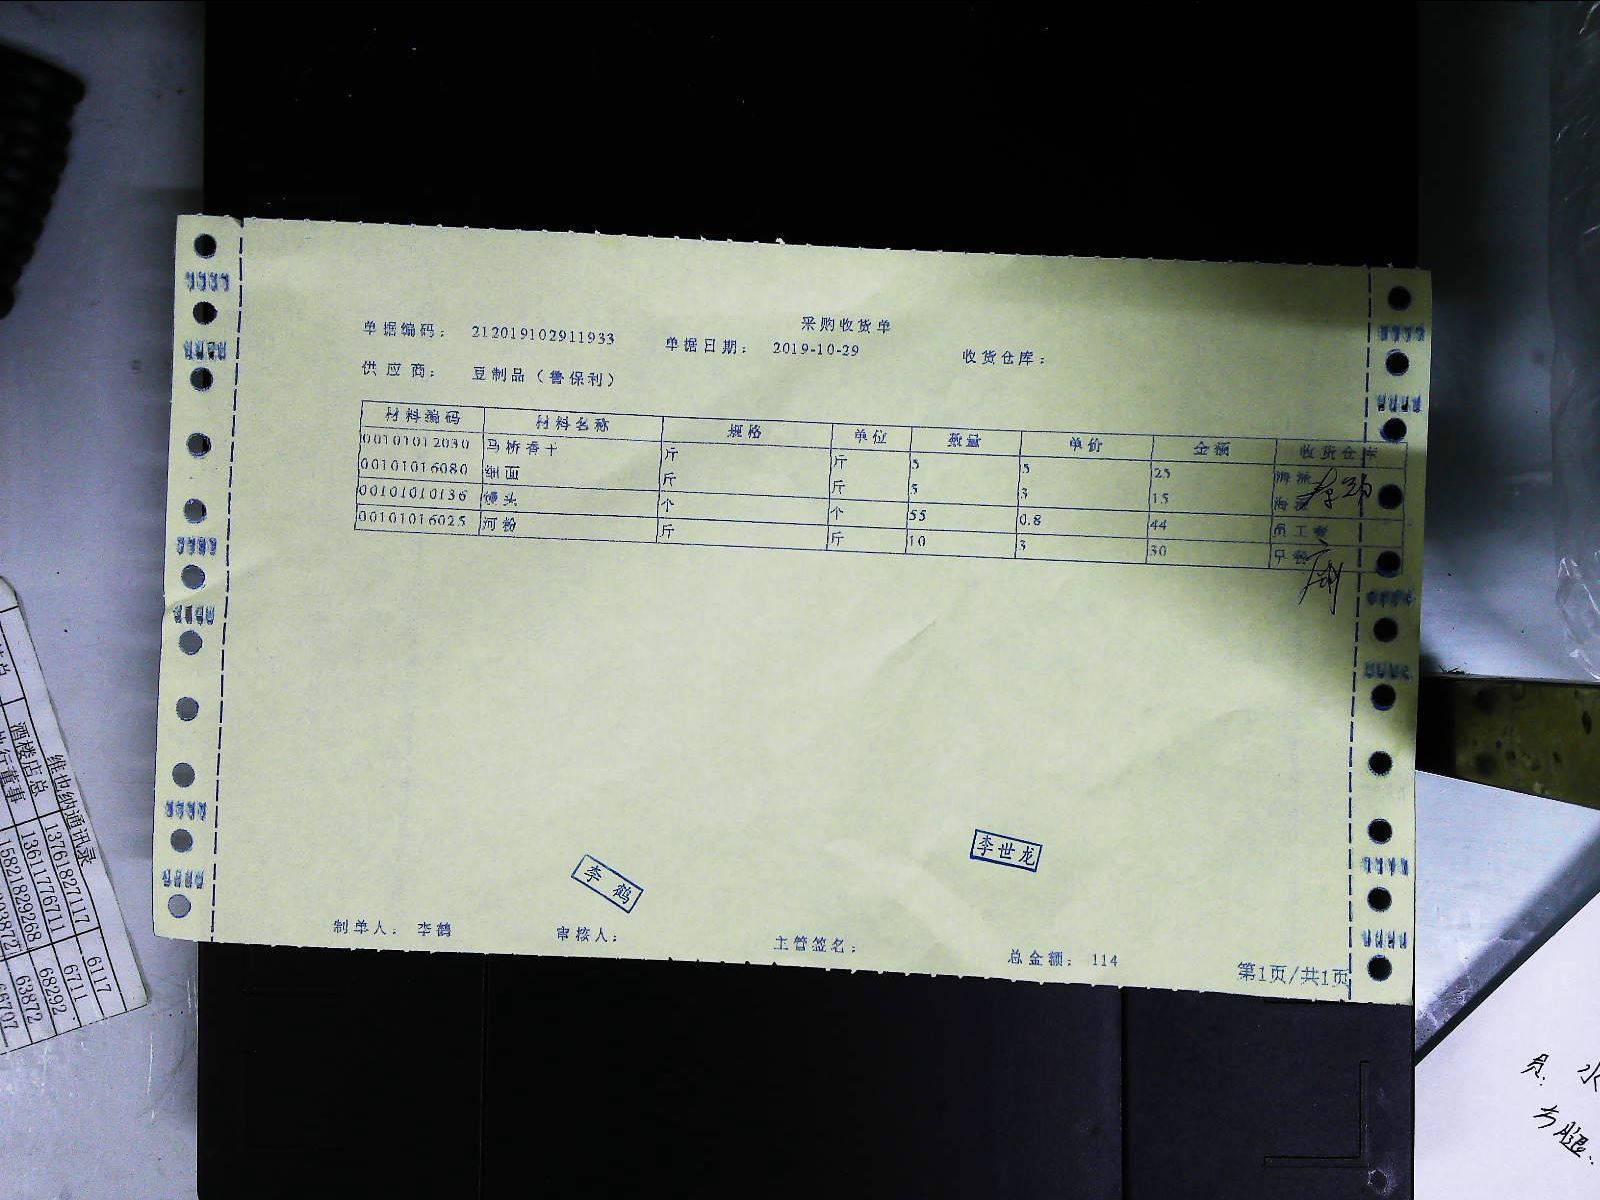 采购收货单
单据编码： 212019102911933 单据日期： 2019-10-29 收货仓库：
供应商： 豆制品（鲁保利）
材料编码 材料名称 规格 单位 数量 单价 金额 收货仓库
00101012030 马桥香干 斤 斤 5 5 25 海派
00101016080 细面 斤 斤 5 3 15 海派
00101010136 馒头 个 个 55 0.8 44 员工餐
00101016025 河粉 斤 斤 10 3 30 早餐
李世龙
李鹤
制单人： 李鹤 审核人： 主管签名： 总金额： 114
第1页/共1页
维也纳通讯录
酒楼店总 13761827117 6117
13611776711 6711
15821829268 68292
63872